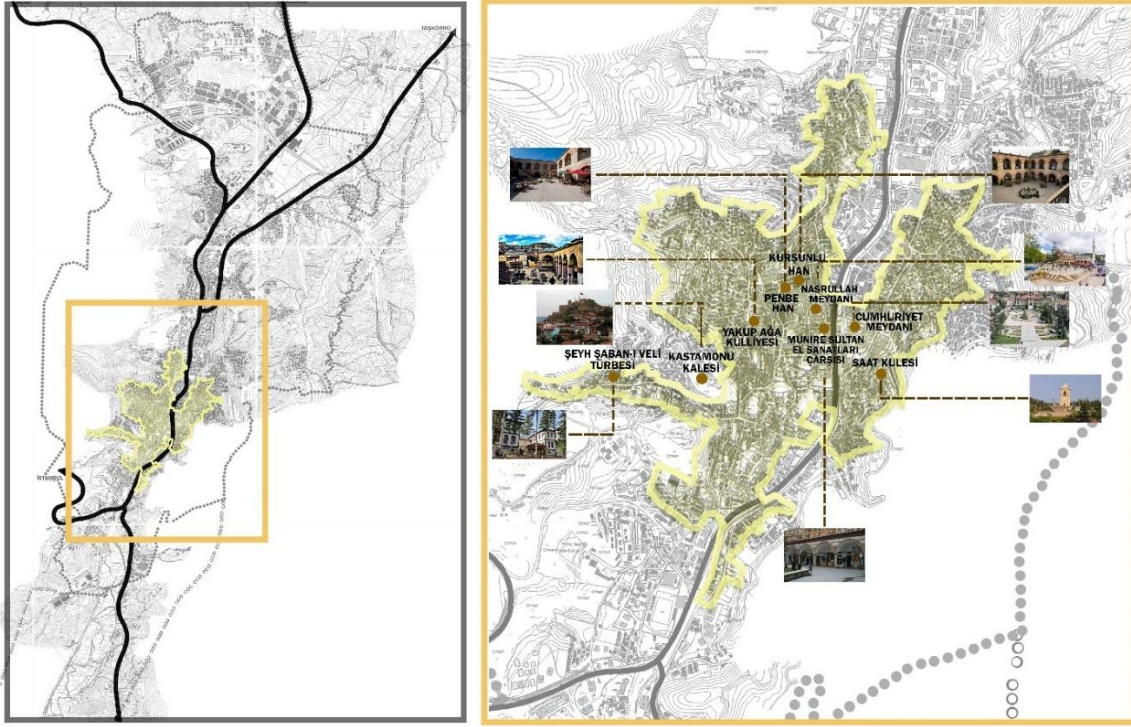 TAŞKÖPRÜ
İSTANBUL
KURŞUNLU
HAN
PENBE
HAN
NASRULLAH
MEYDANI
YAKUP AĞA
KÜLLİYESİ
CUMHURİYET
MEYDANI
MÜNİRE SULTAN
EL SANATLARI
ÇARŞISI
ŞEYH ŞABAN-I VELİ
TÜRBESİ
KASTAMONU
KALESİ
SAAT KULESİ